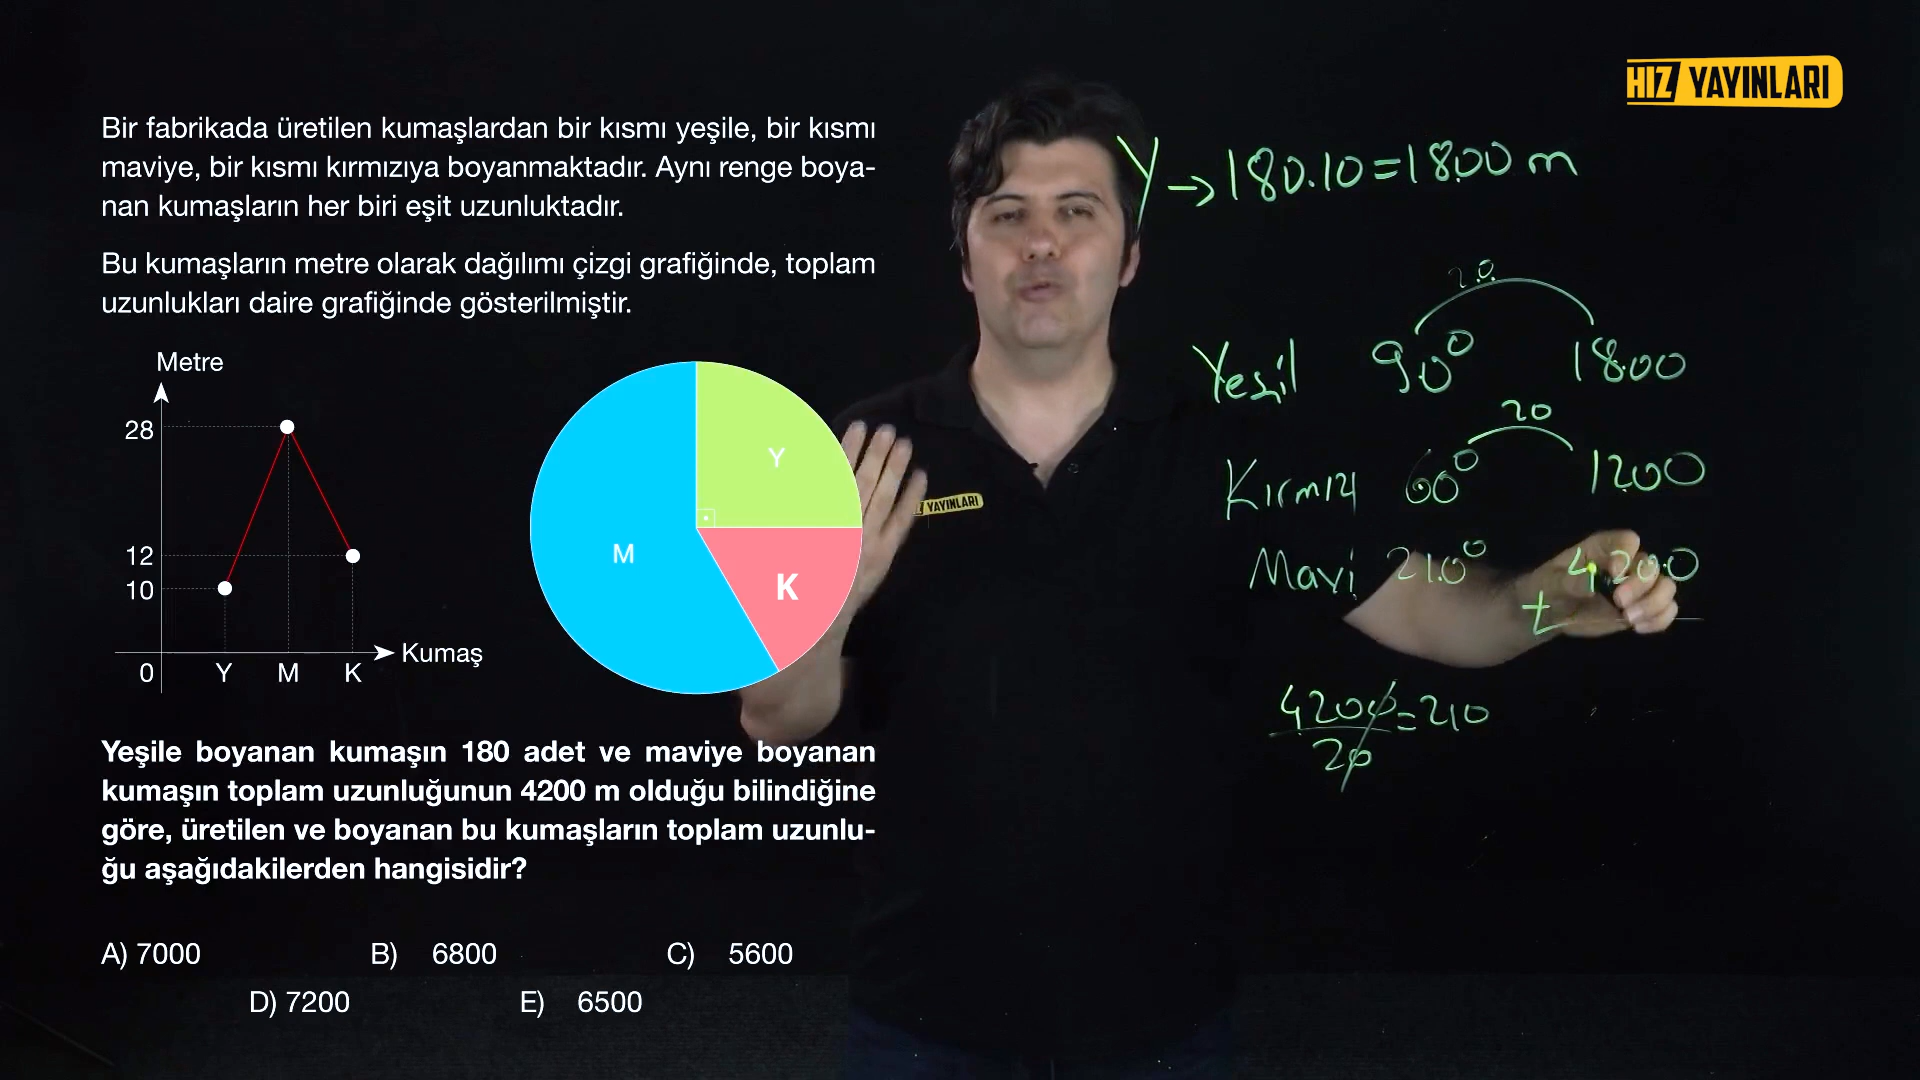 HIZ YAYINLARI
Bir fabrikada üretilen kumaşlardan bir kısmı yeşile, bir kısmı
maviye, bir kısmı kırmızıya boyanmaktadır. Aynı renge boya-
nan kumaşların her biri eşit uzunluktadır.
Bu kumaşların metre olarak dağılımı çizgi grafiğinde, toplam
uzunlukları daire grafiğinde gösterilmiştir.
Metre
28
12
10
0
Y M K
Kumaş
Y
M
K
Yeşile boyanan kumaşın 180 adet ve maviye boyanan
kumaşın toplam uzunluğunun 4200 m olduğu bilindiğine
göre, üretilen ve boyanan bu kumaşların toplam uzunlu-
ğu aşağıdakilerden hangisidir?
A) 7000 B) 6800 C) 5600
D) 7200 E) 6500
YAYINLARI
Y → 180.10=1800 m
20
Yeşil 90° 1800
20
Kırmızı 60° 1200
Mavi 210° 4200
+
4200
20
=210